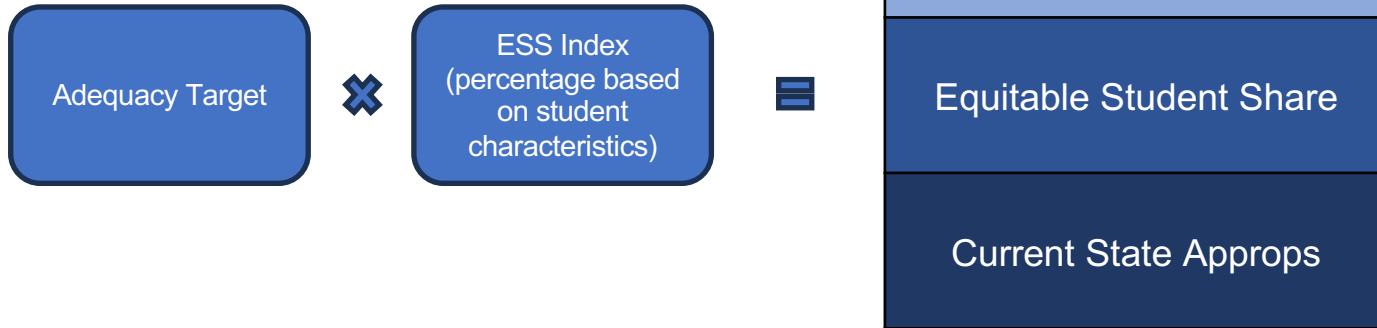 Adequacy Target
ESS Index
(percentage based
on student
characteristics)
Equitable Student Share
Current State Approps